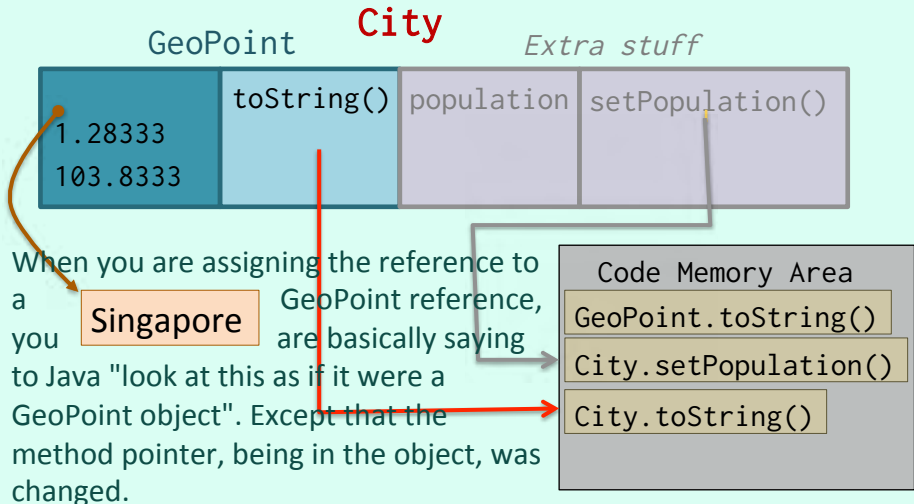 City
GeoPoint
Extra stuff
toString()
population
setPopulation()
1.28333
103.8333
When you are assigning the reference to
a GeoPoint reference,
you are basically saying
to Java "look at this as if it were a
GeoPoint object". Except that the
method pointer, being in the object, was
changed.
Singapore
Code Memory Area
GeoPoint.toString()
City.setPopulation()
City.toString()